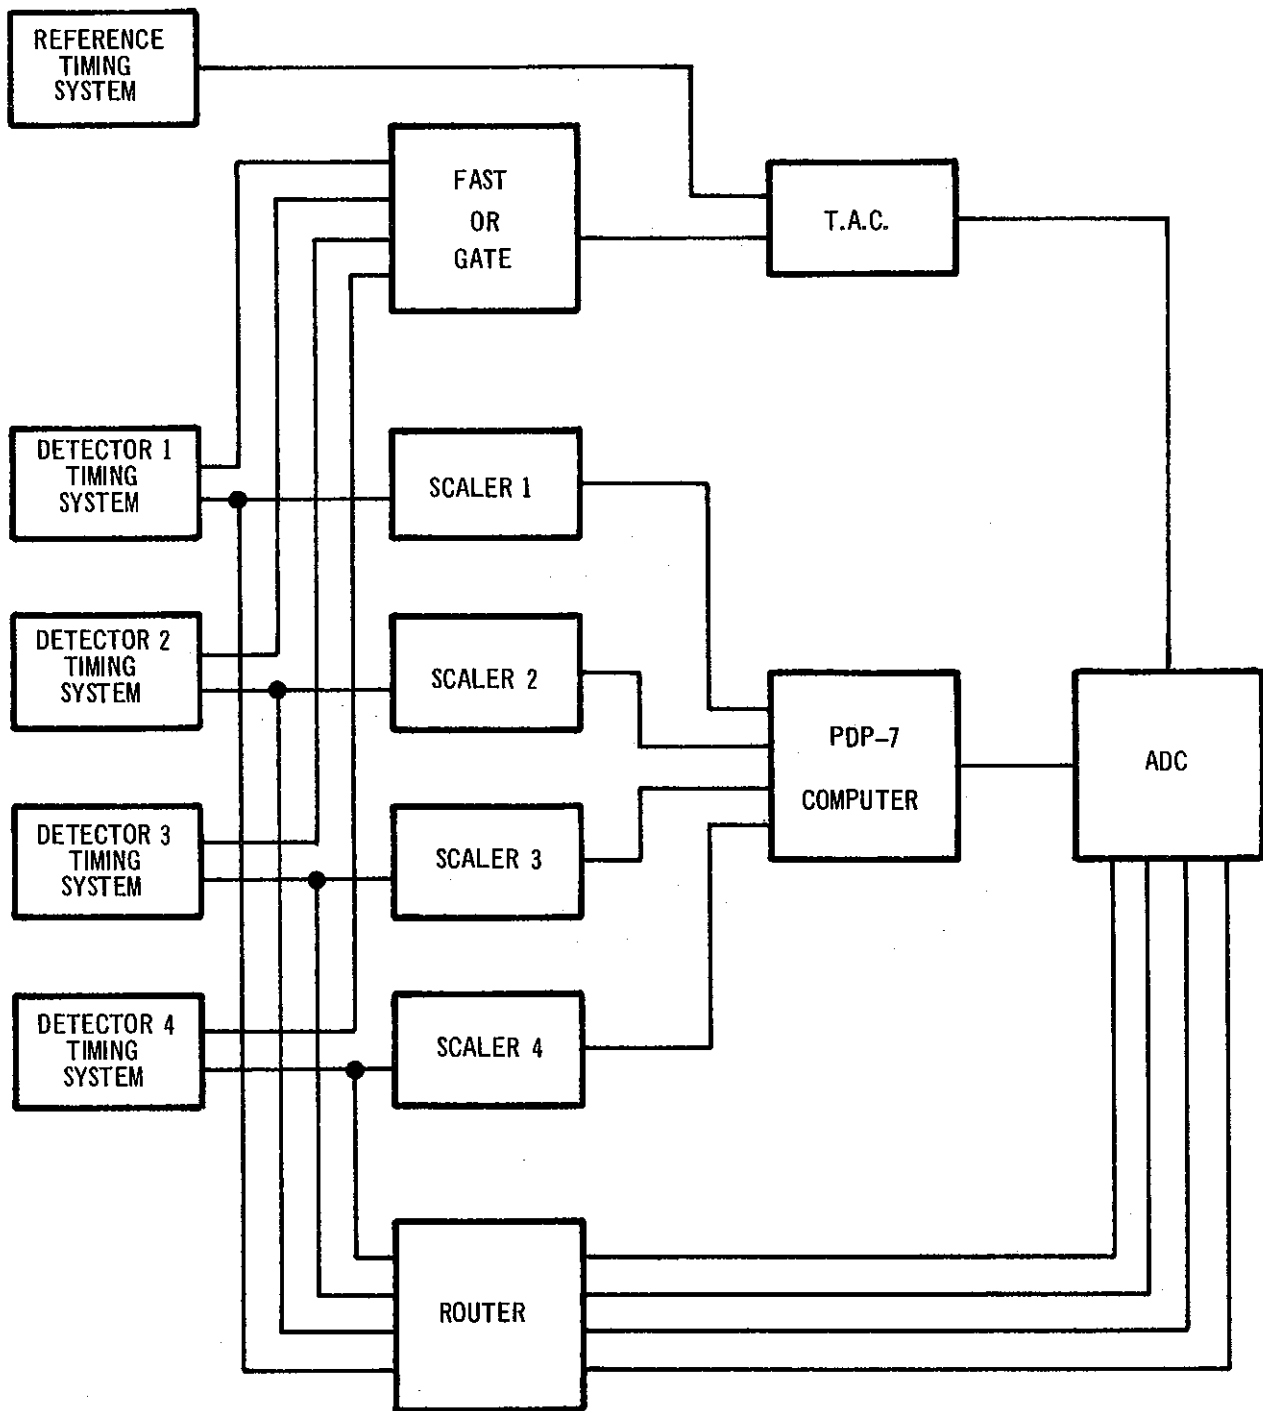 REFERENCE
TIMING
SYSTEM
FAST
OR
GATE
T.A.C.
DETECTOR 1
TIMING
SYSTEM
SCALER 1
DETECTOR 2
TIMING
SYSTEM
SCALER 2
PDP-7
COMPUTER
ADC
DETECTOR 3
TIMING
SYSTEM
SCALER 3
DETECTOR 4
TIMING
SYSTEM
SCALER 4
ROUTER